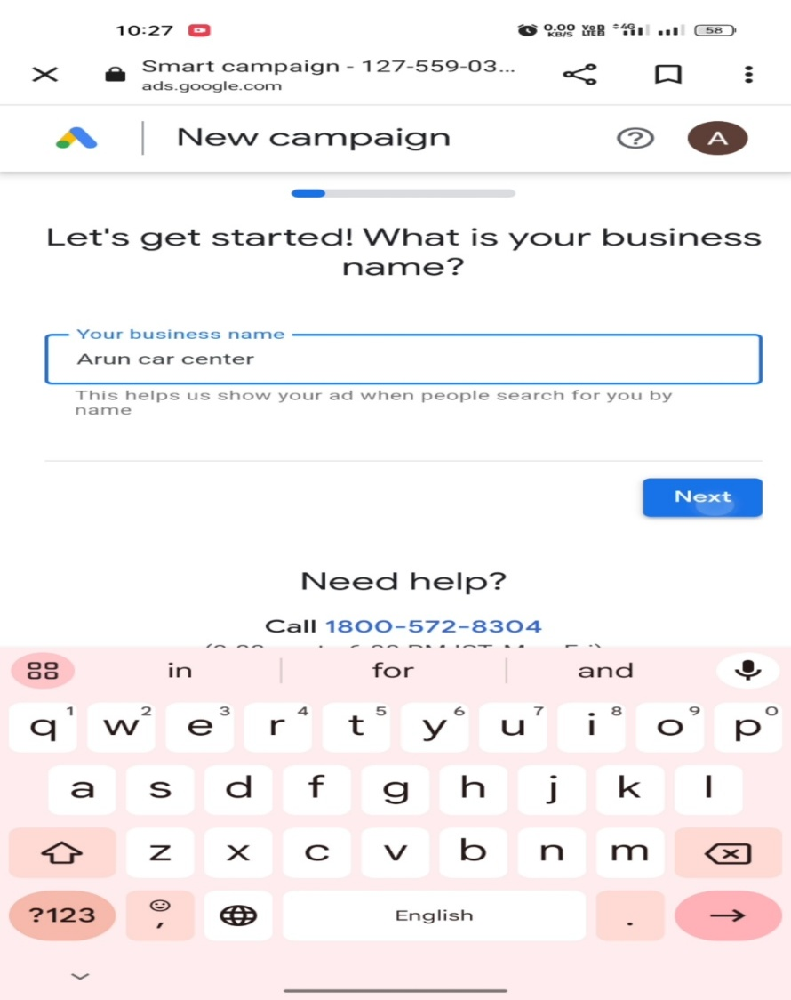 10:27 0.00 KB/S VoD LTEB 4G 58
Smart campaign - 127-559-03...
ads.google.com
New campaign A
Let's get started! What is your business
name?
Your business name
Arun car center
This helps us show your ad when people search for you by
name
Next
Need help?
Call 1800-572-8304
in for and
q1 w2 e3 r4 t5 y6 u7 i8 o9 p0
a s d f g h j k l
z x c v b n m
?123 , English .